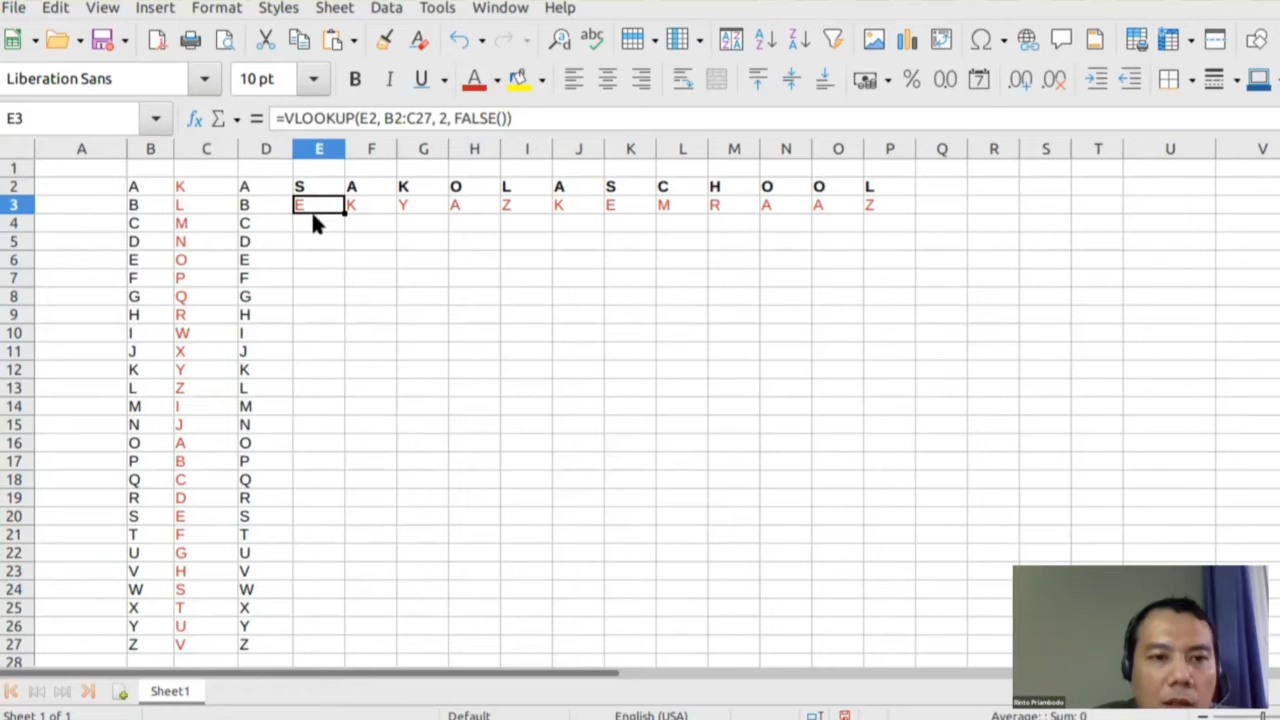 File Edit View Insert Format Styles Sheet Data Tools Window Help
Liberation Sans 10 pt
E3 =VLOOKUP(E2, B2:C27, 2, FALSE())
A B C D E F G H I J K L M N O P Q R S T U V
1
2 A K A S A K O L A S C H O O L
3 B L B E K Y A Z K E M R A A Z
4 C M C
5 D N D
6 E O E
7 F P F
8 G Q G
9 H R H
10 I W I
11 J X J
12 K Y K
13 L Z L
14 M I M
15 N J N
16 O A O
17 P B P
18 Q C Q
19 R D R
20 S E S
21 T F T
22 U G U
23 V H V
24 W S W
25 X T X
26 Y U Y
27 Z V Z
28
Rinto Priambodo
Sheet1
Sheet 1 of 1 Default English (USA) Average: ; Sum: 0